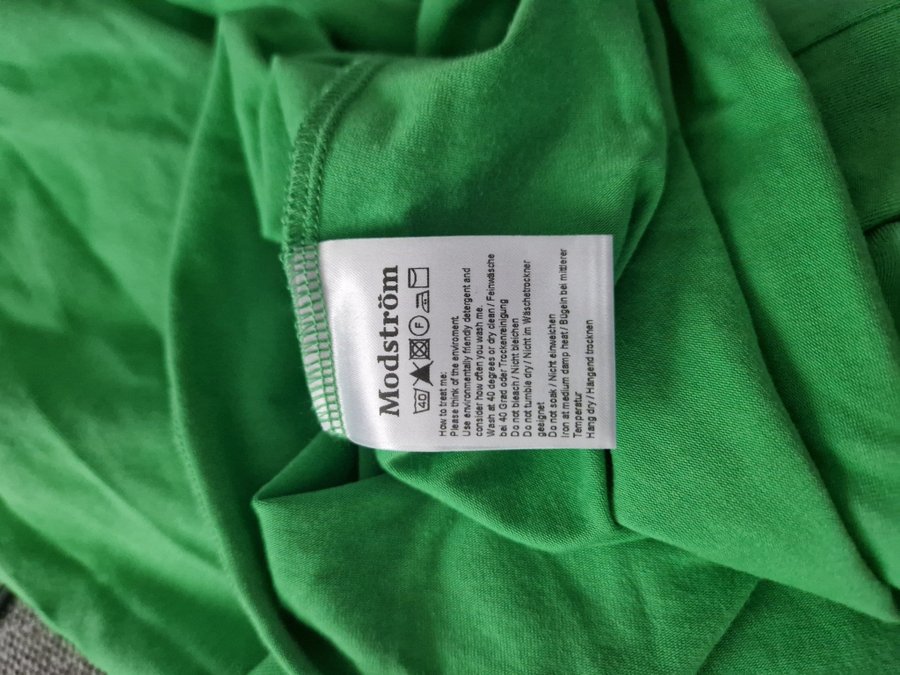 Modström
40 F
How to treat me:
Please think of the enviroment.
Use environmentally friendly detergent and
consider how often you wash me.
Wash at 40 degrees or dry clean / Feinwäsche
bei 40 Grad oder Trockenreinigung
Do not bleach / Nicht bleichen
Do not tumble dry / Nicht im Wäschetrockner
geeignet
Do not soak / Nicht einweichen
Iron at medium damp heat / Bügeln bei mittlerer
Temperatur
Hang dry / Hängend trocknen